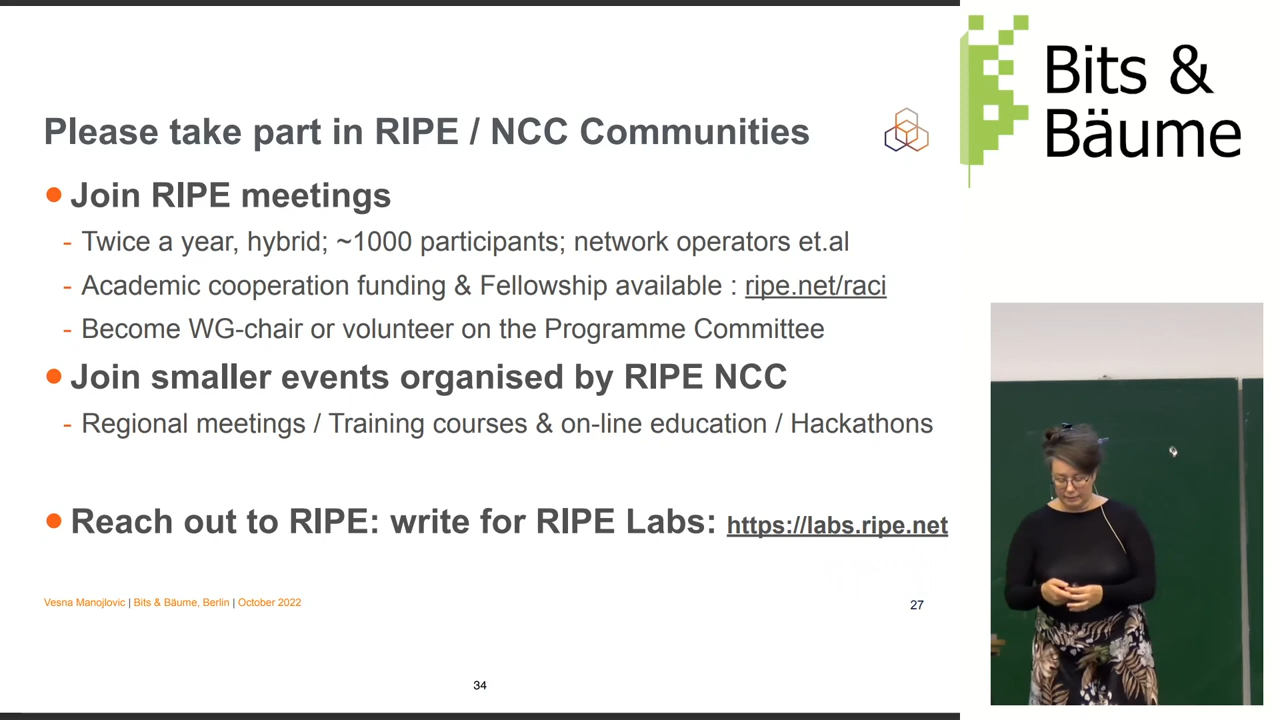 Please take part in RIPE / NCC Communities
Join RIPE meetings
- Twice a year, hybrid; ~1000 participants; network operators et.al
- Academic cooperation funding & Fellowship available : ripe.net/raci
- Become WG-chair or volunteer on the Programme Committee
Join smaller events organised by RIPE NCC
- Regional meetings / Training courses & on-line education / Hackathons
Reach out to RIPE: write for RIPE Labs: https://labs.ripe.net
Vesna Manojlovic | Bits & Bäume, Berlin | October 2022
27
34
Bits &
Bäume